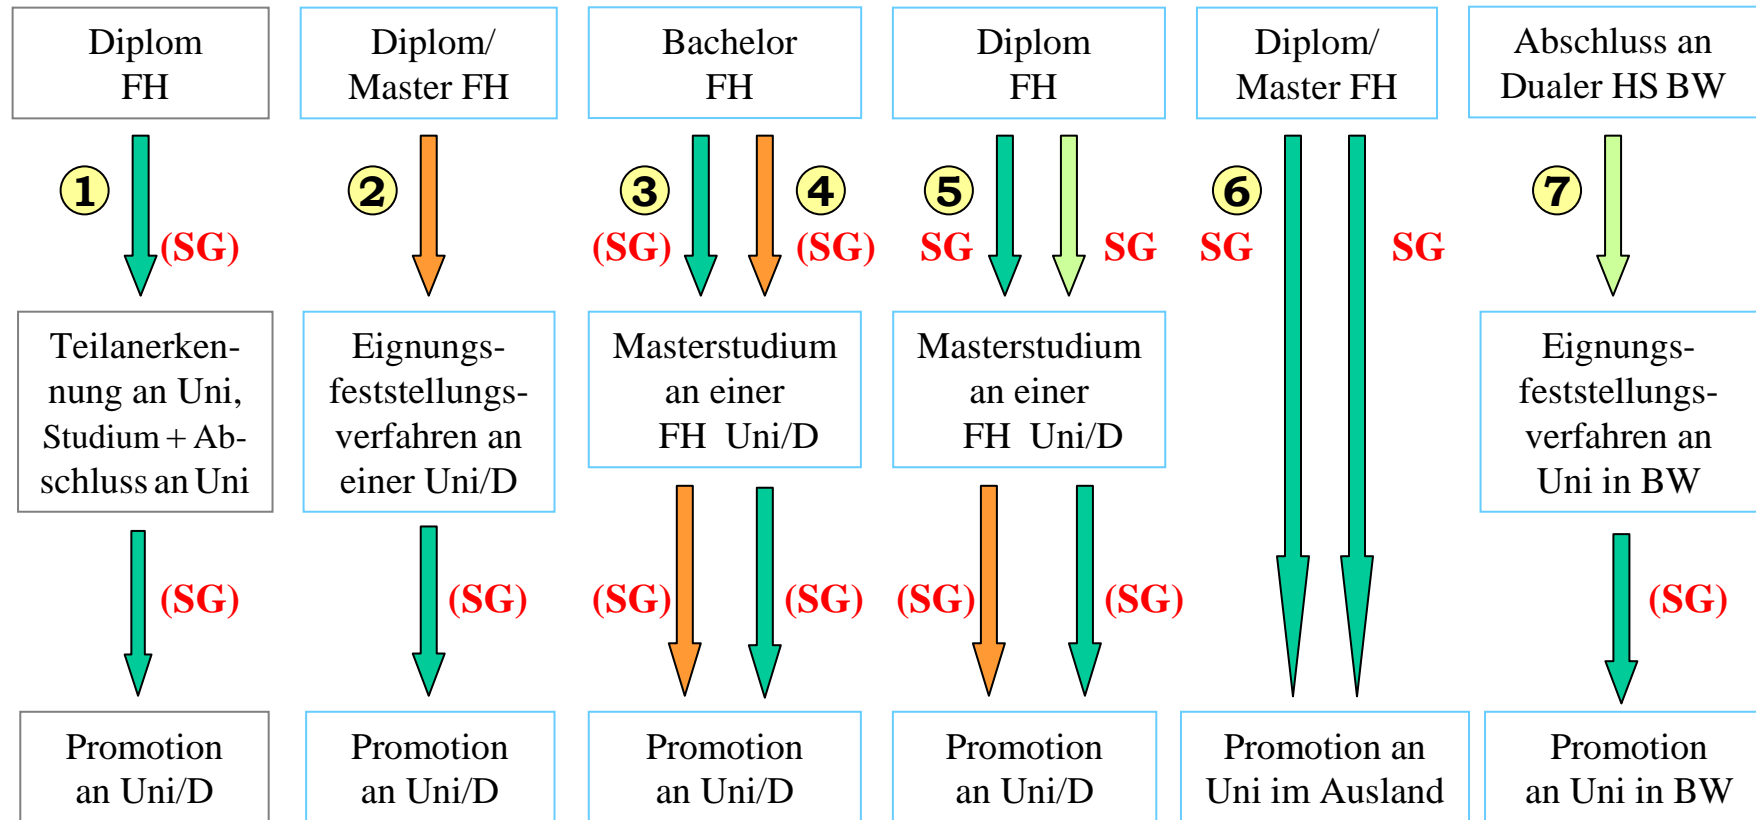 Diplom
FH
Diplom/
Master FH
Bachelor
FH
Diplom
FH
Diplom/
Master FH
Abschluss an
Dualer HS BW
1
(SG)
2
3
(SG)
4
(SG)
5
SG
SG
6
SG
SG
7
Teilanerken-
nung an Uni,
Studium + Ab-
schluss an Uni
Eignungs-
feststellungs-
verfahren an
einer Uni/D
Masterstudium
an einer
FH Uni/D
Masterstudium
an einer
FH Uni/D
Eignungs-
feststellungs-
verfahren an
Uni in BW
(SG)
(SG)
(SG)
(SG)
(SG)
(SG)
(SG)
Promotion
an Uni/D
Promotion
an Uni/D
Promotion
an Uni/D
Promotion
an Uni/D
Promotion an
Uni im Ausland
Promotion
an Uni in BW